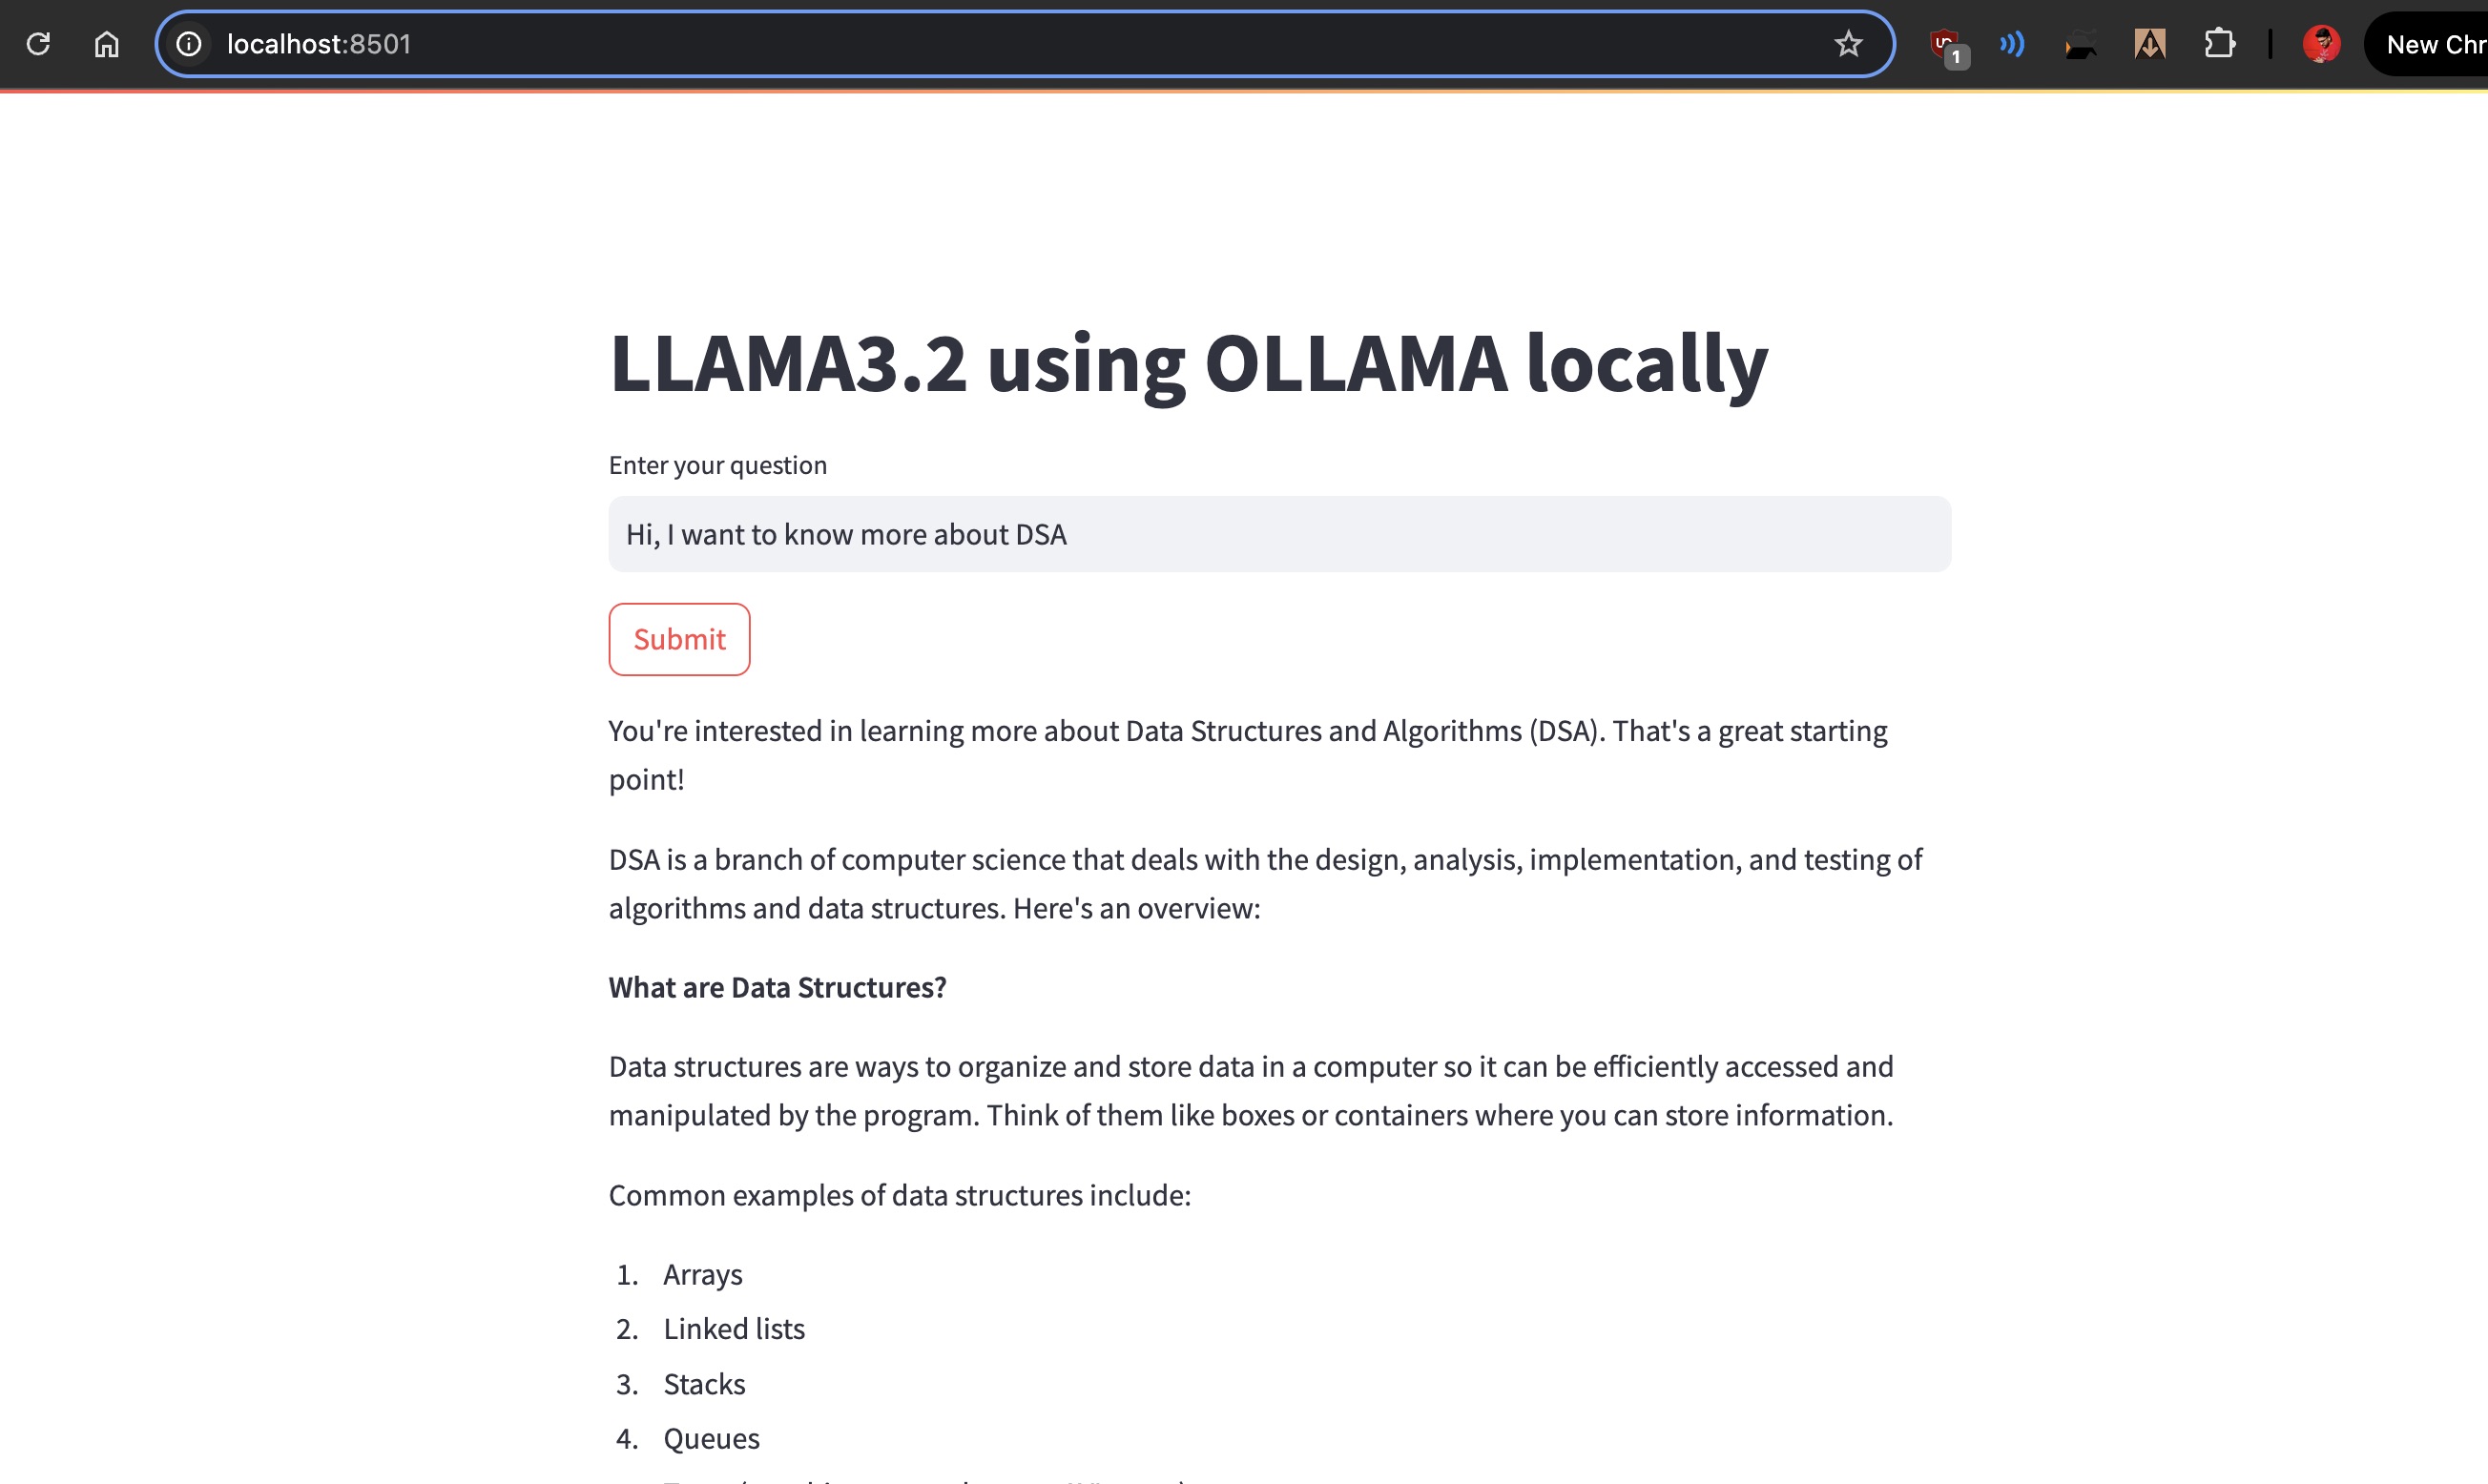 localhost:8501
1
New Chr
LLAMA3.2 using OLLAMA locally
Enter your question
Hi, I want to know more about DSA
Submit
You're interested in learning more about Data Structures and Algorithms (DSA). That's a great starting
point!
DSA is a branch of computer science that deals with the design, analysis, implementation, and testing of
algorithms and data structures. Here's an overview:
What are Data Structures?
Data structures are ways to organize and store data in a computer so it can be efficiently accessed and
manipulated by the program. Think of them like boxes or containers where you can store information.
Common examples of data structures include:
1. Arrays
2. Linked lists
3. Stacks
4. Queues